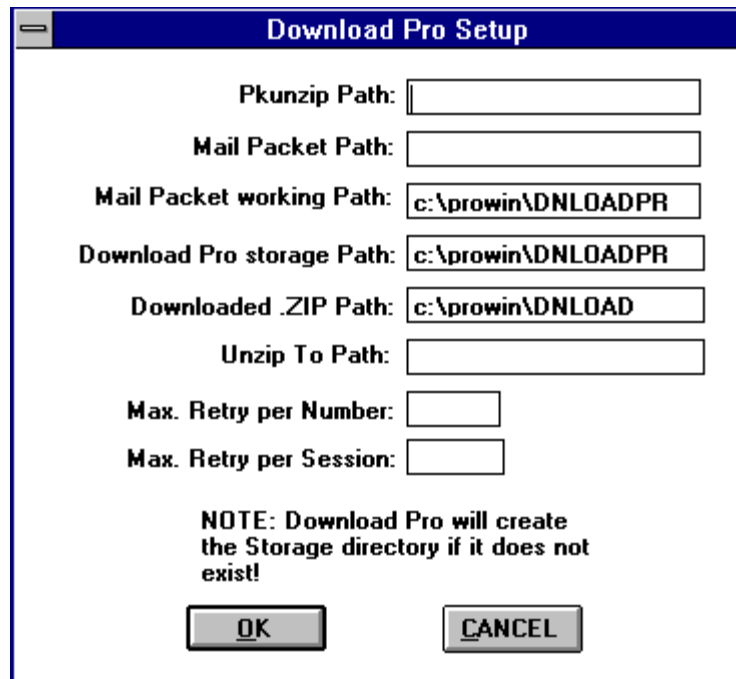 Download Pro Setup
Pkunzip Path:
Mail Packet Path:
Mail Packet working Path: c:\prowin\DNLOADPR
Download Pro storage Path: c:\prowin\DNLOADPR
Downloaded .ZIP Path: c:\prowin\DNLOAD
Unzip To Path:
Max. Retry per Number:
Max. Retry per Session:
NOTE: Download Pro will create
the Storage directory if it does not
exist!
OK CANCEL